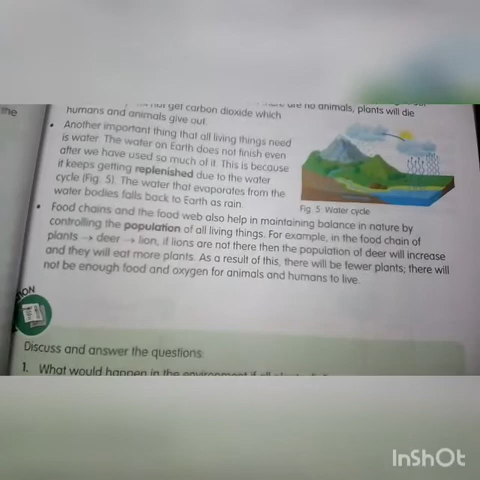 the
not get carbon dioxide which
are no animals, plants will die
humans and animals give out.
• Another important thing that all living things need
is water. The water on Earth does not finish even
after we have used so much of it. This is because
it keeps getting replenished due to the water
cycle (Fig. 5). The water that evaporates from the
water bodies falls back to Earth as rain.
Fig. 5: Water cycle
• Food chains and the food web also help in maintaining balance in nature by
controlling the population of all living things. For example, in the food chain of
plants → deer → lion, if lions are not there then the population of deer will increase
and they will eat more plants. As a result of this, there will be fewer plants; there will
not be enough food and oxygen for animals and humans to live.
Discuss and answer the questions:
1. What would happen in the environment if all
InShOt